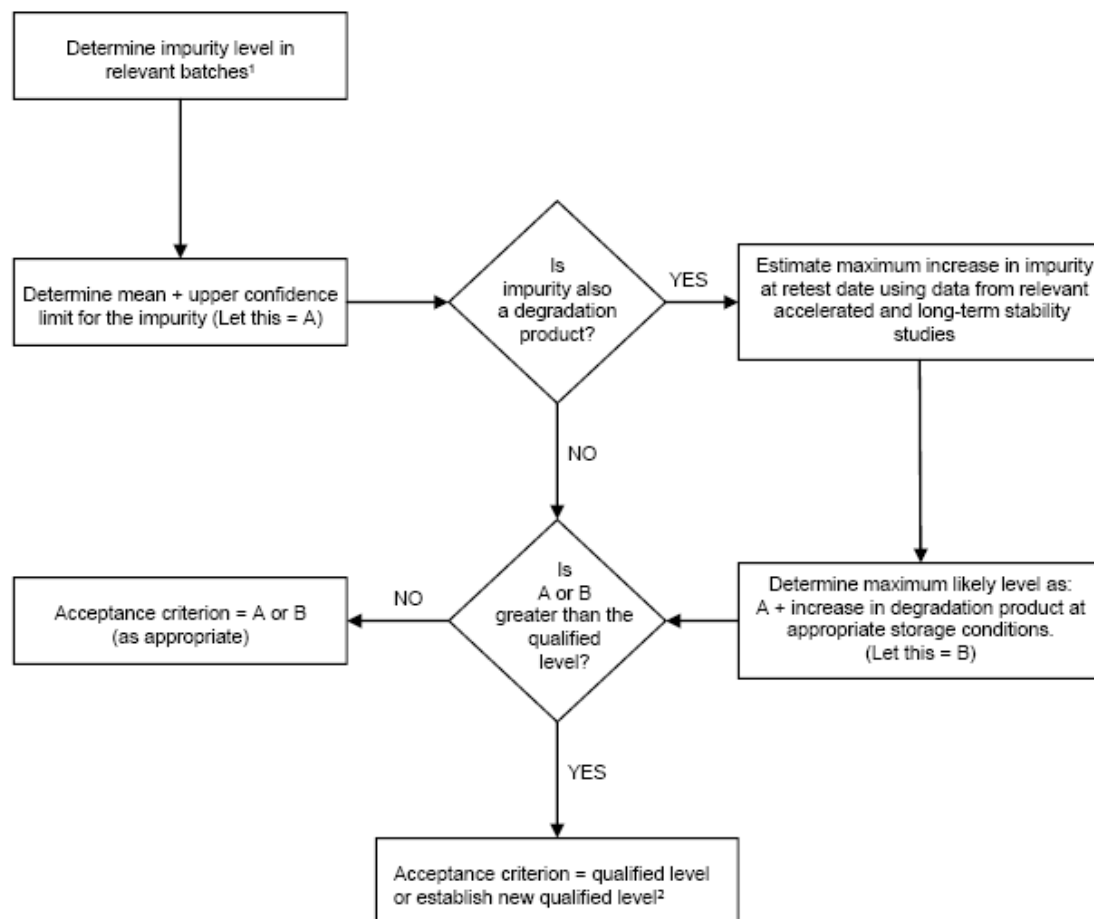 Determine impurity level in
relevant batches¹
Determine mean + upper confidence
limit for the impurity (Let this = A)
Is
impurity also
a degradation
product?
YES
Estimate maximum increase in impurity
at retest date using data from relevant
accelerated and long-term stability
studies
NO
Determine maximum likely level as:
A + increase in degradation product at
appropriate storage conditions.
(Let this = B)
Is
A or B
greater than the
qualified
level?
NO
Acceptance criterion = A or B
(as appropriate)
YES
Acceptance criterion = qualified level
or establish new qualified level²